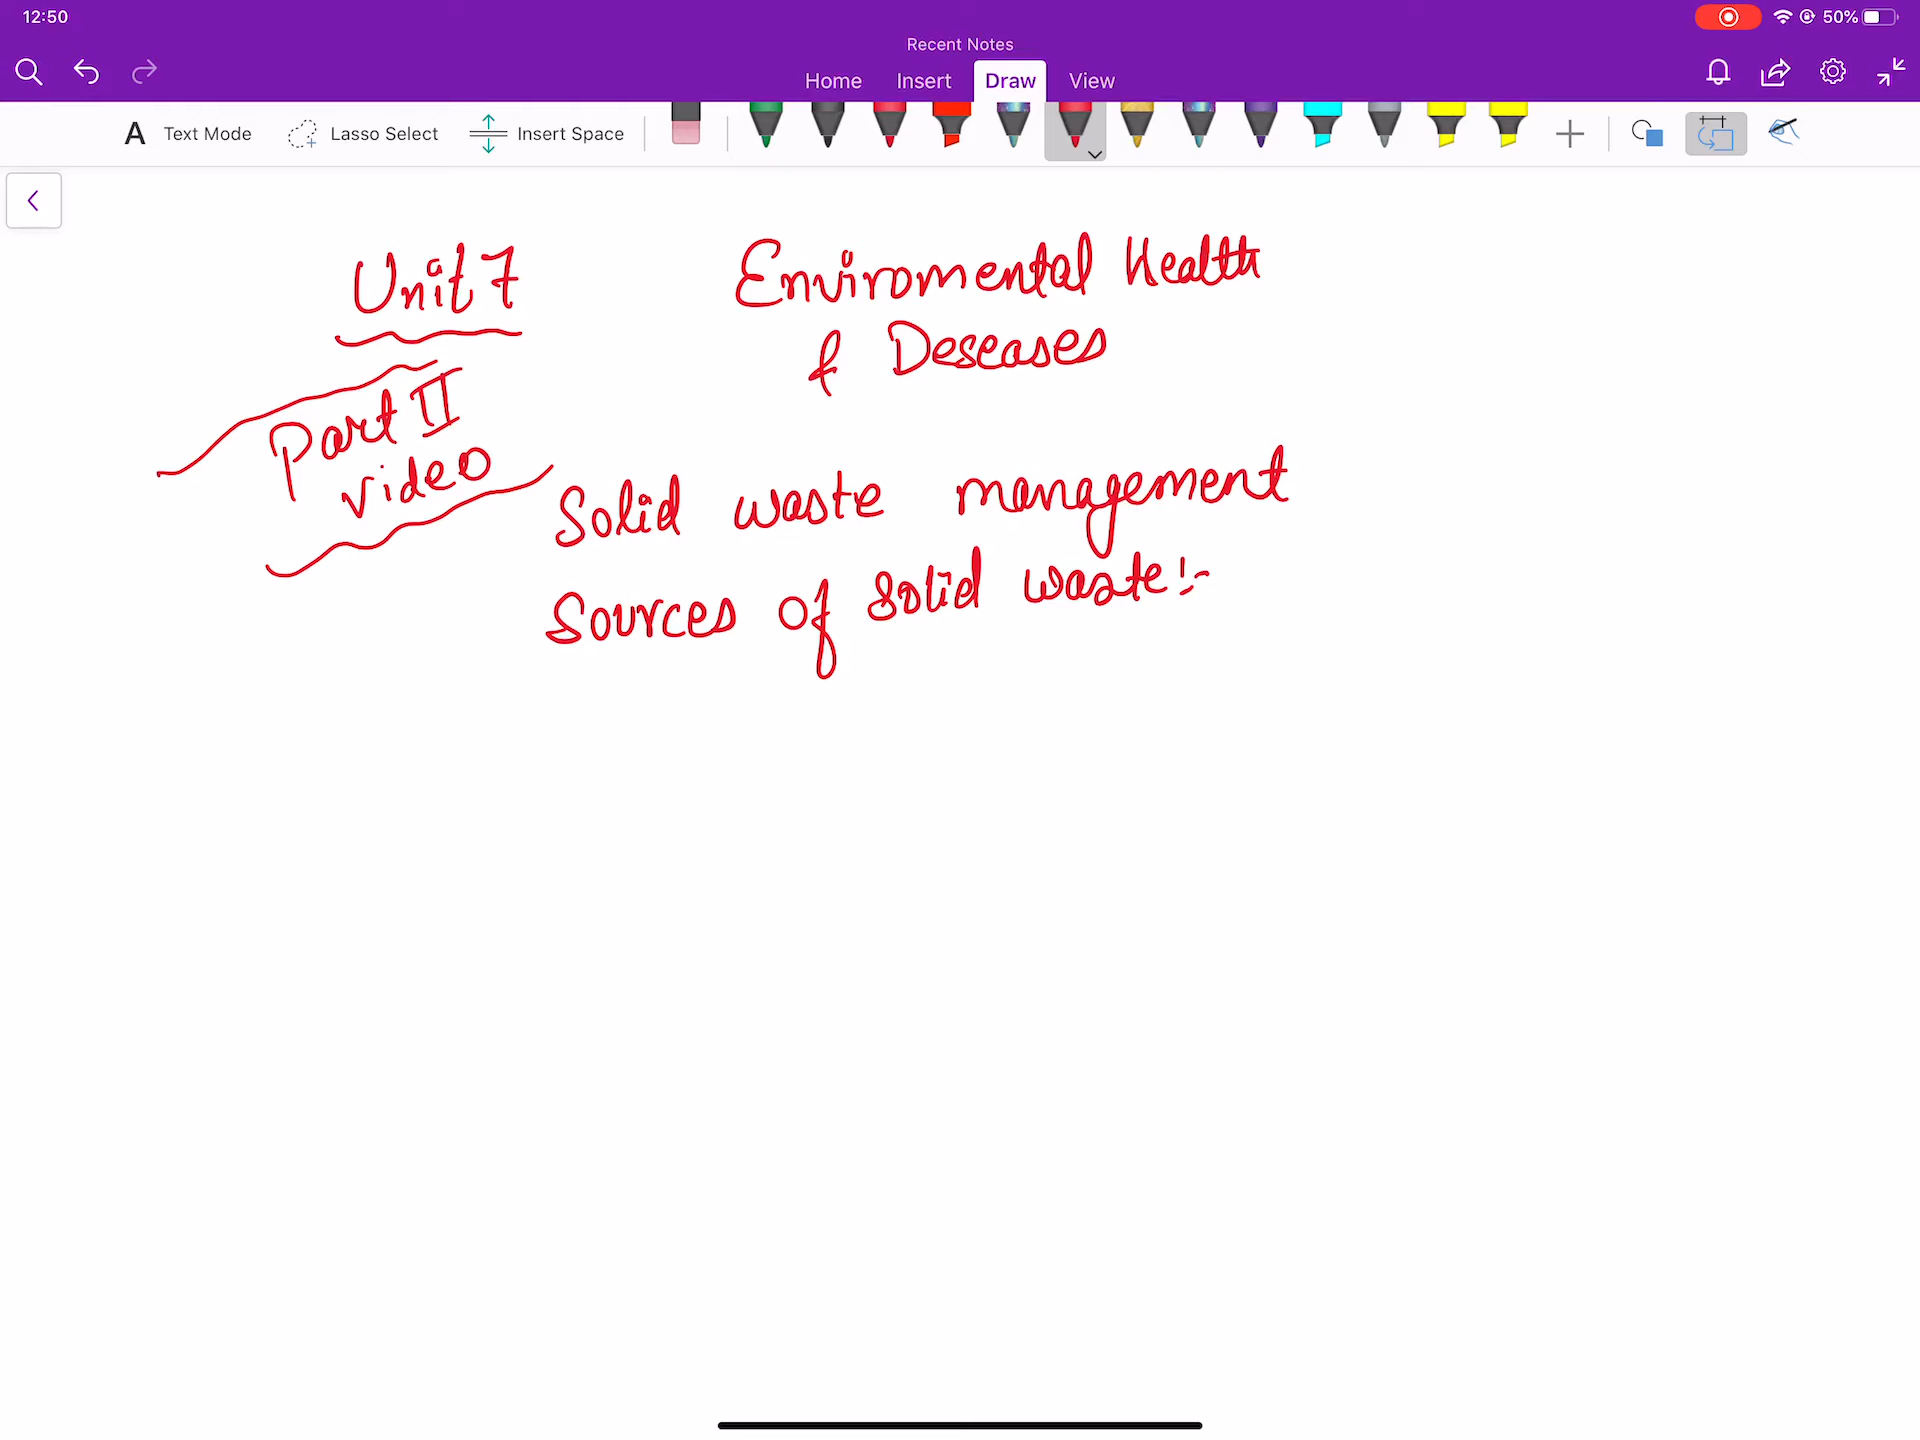 12:50
50%
Recent Notes
Home Insert Draw View
A Text Mode Lasso Select Insert Space
Unit 7
Enviromental Health
& Deseases
Part II
video
Solid waste management
Sources of solid waste:-